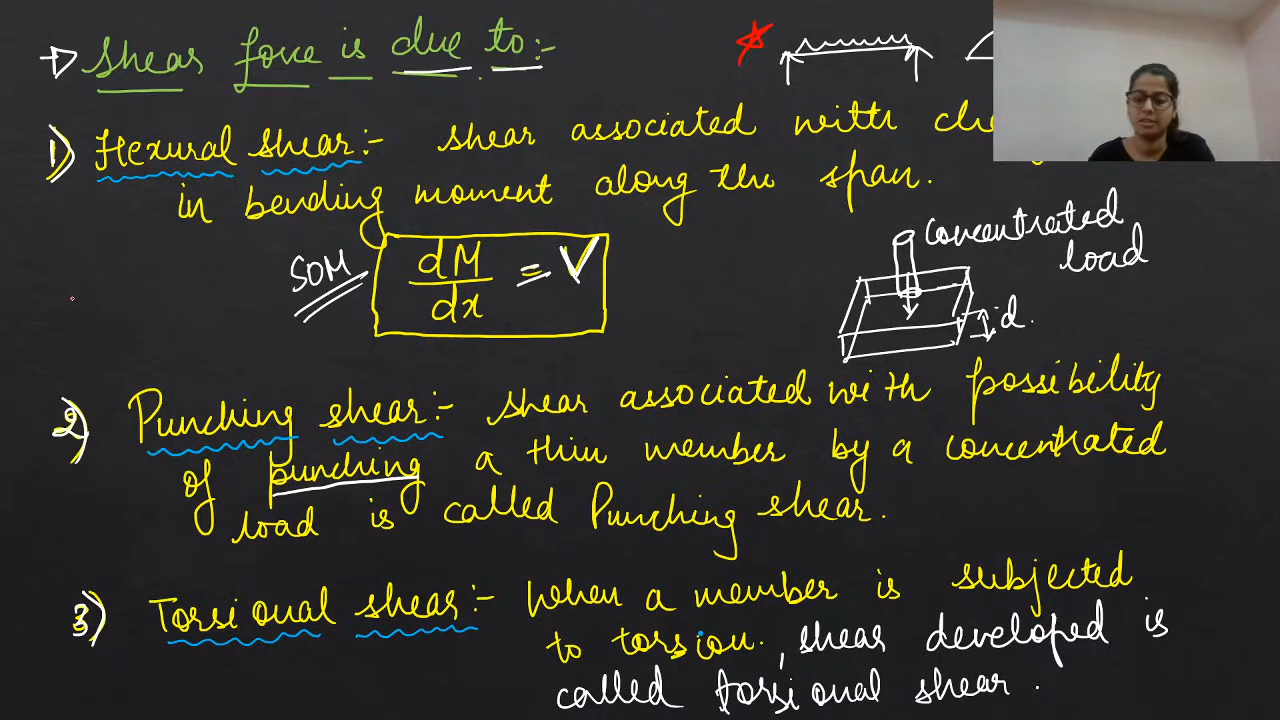 → Shear force is due to:-
1) Flexural shear:- shear associated with
in bending moment along the span.
SOM dM/dx = V
Concentrated
load
d.
2) Punching shear:- shear associated with possibility
of punching a thin member by a concentrated
load is called Punching shear.
3) Torsional shear:- When a member is subjected
to torsion. , shear developed is
called torsional shear.